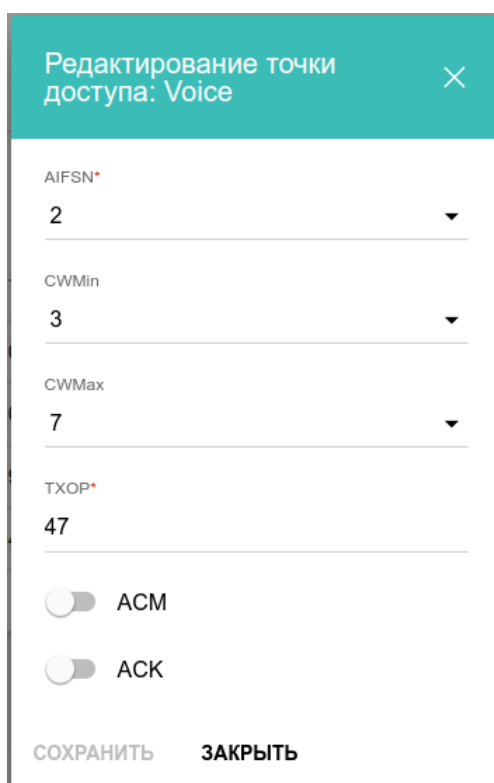 Редактирование точки
доступа: Voice
AIFSN*
2
CWMin
3
CWMax
7
TXOP*
47
ACM
ACK
СОХРАНИТЬ ЗАКРЫТЬ